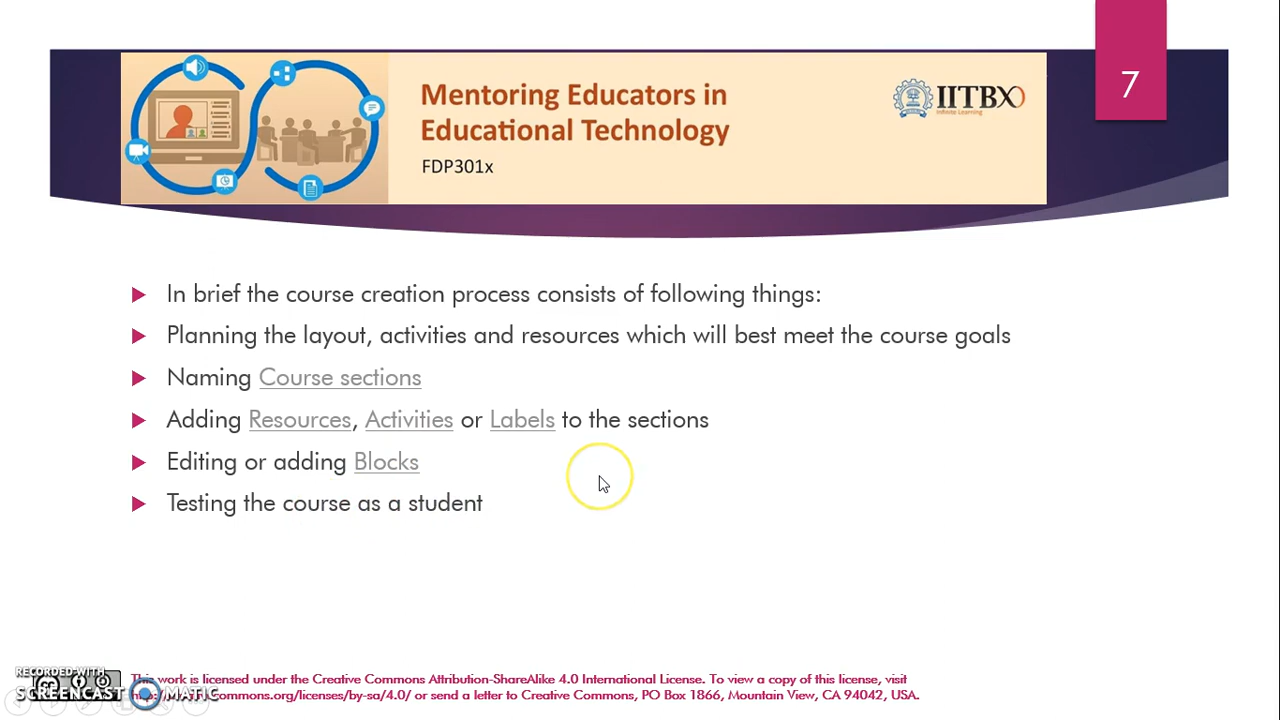 7
Mentoring Educators in
Educational Technology
FDP301x
IITBX
Infinite Learning
In brief the course creation process consists of following things:
Planning the layout, activities and resources which will best meet the course goals
Naming Course sections
Adding Resources, Activities or Labels to the sections
Editing or adding Blocks
Testing the course as a student
RECORDED WITH
SCREENCAST MATIC
This work is licensed under the Creative Commons Attribution-ShareAlike 4.0 International License. To view a copy of this license, visit
commons.org/licenses/by-sa/4.0/ or send a letter to Creative Commons, PO Box 1866, Mountain View, CA 94042, USA.